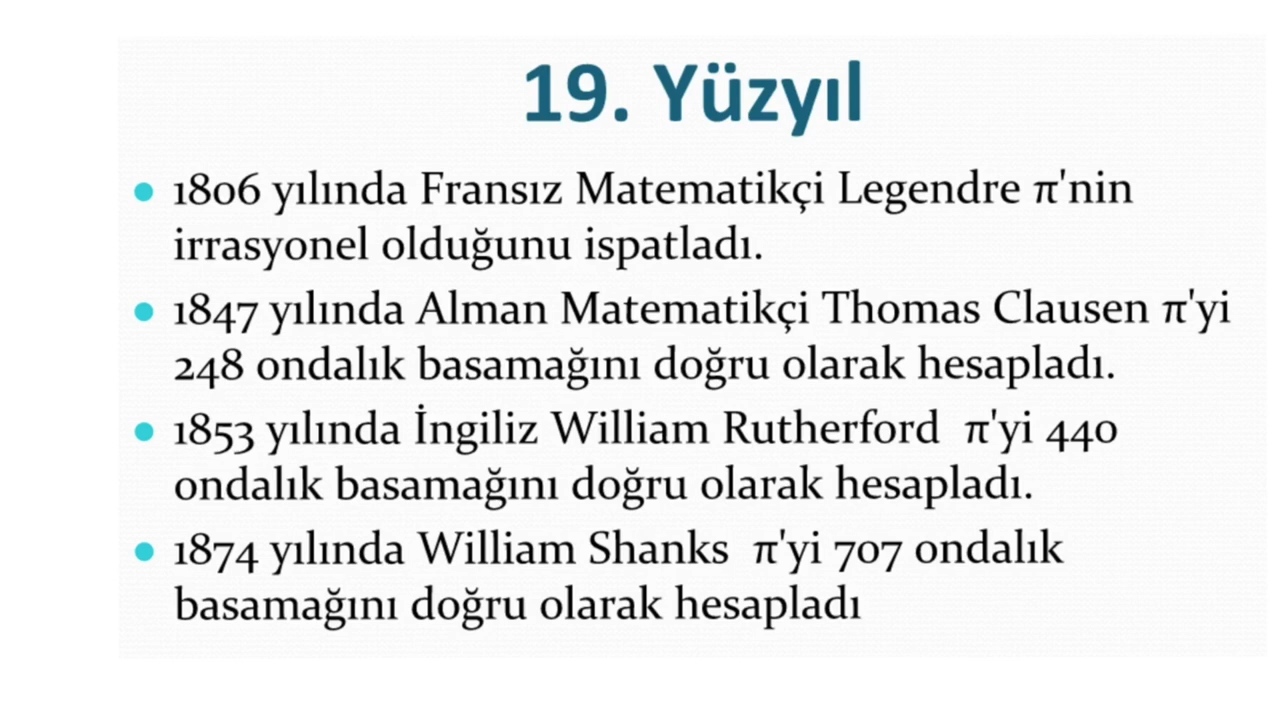 19. Yüzyıl
• 1806 yılında Fransız Matematikçi Legendre π'nin
irrasyonel olduğunu ispatladı.
• 1847 yılında Alman Matematikçi Thomas Clausen π'yi
248 ondalık basamağını doğru olarak hesapladı.
• 1853 yılında İngiliz William Rutherford  π'yi 440
ondalık basamağını doğru olarak hesapladı.
• 1874 yılında William Shanks  π'yi 707 ondalık
basamağını doğru olarak hesapladı